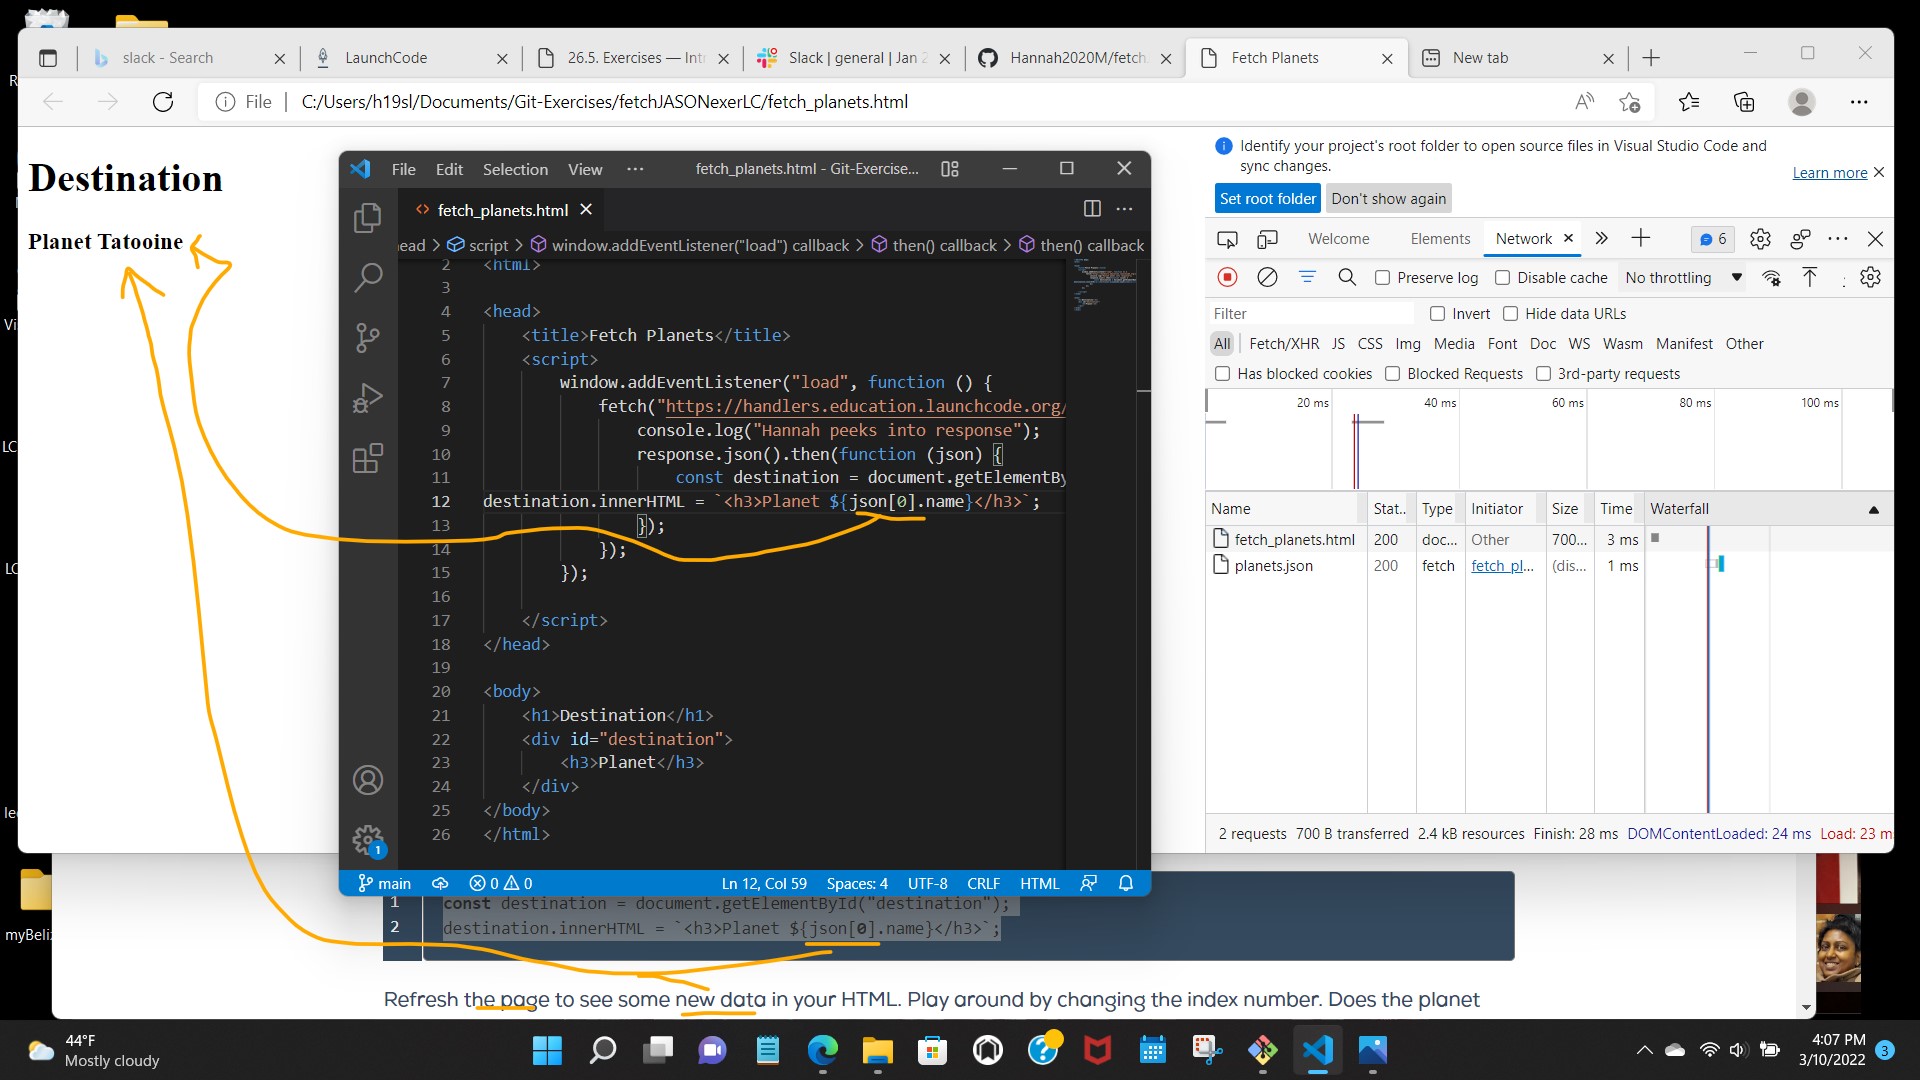 slack - Search
LaunchCode
26.5. Exercises — Intr
Slack | general | Jan 2
Hannah2020M/fetch
Fetch Planets
New tab
File
C:/Users/h19sl/Documents/Git-Exercises/fetchJASONexerLC/fetch_planets.html
Destination
Planet Tatooine
File Edit Selection View ··· fetch_planets.html - Git-Exercise...
fetch_planets.html
ead > script > window.addEventListener("load") callback > then() callback > then() callback
2 <html>
3
4 <head>
5 <title>Fetch Planets</title>
6 <script>
7 window.addEventListener("load", function () {
8 fetch("https://handlers.education.launchcode.org/
9 console.log("Hannah peeks into response");
10 response.json().then(function (json) {
11 const destination = document.getElementBy
12 destination.innerHTML = `<h3>Planet ${json[0].name}</h3>`;
13 });
14 });
15 });
16
17 </script>
18 </head>
19
20 <body>
21 <h1>Destination</h1>
22 <div id="destination">
23 <h3>Planet</h3>
24 </div>
25 </body>
26 </html>
1
main 0 0 Ln 12, Col 59 Spaces: 4 UTF-8 CRLF HTML
Identify your project's root folder to open source files in Visual Studio Code and
sync changes.
Learn more
Set root folder Don't show again
Welcome Elements Network 6
Preserve log Disable cache No throttling
Filter Invert Hide data URLs
All Fetch/XHR JS CSS Img Media Font Doc WS Wasm Manifest Other
Has blocked cookies Blocked Requests 3rd-party requests
20 ms 40 ms 60 ms 80 ms 100 ms
Name Stat.. Type Initiator Size Time Waterfall
fetch_planets.html 200 doc... Other 700... 3 ms
planets.json 200 fetch fetch_pl... (dis... 1 ms
2 requests 700 B transferred 2.4 kB resources Finish: 28 ms DOMContentLoaded: 24 ms Load: 23 m
1 const destination = document.getElementById("destination");
2 destination.innerHTML = `<h3>Planet ${json[0].name}</h3>`;
Refresh the page to see some new data in your HTML. Play around by changing the index number. Does the planet
R
Vi
LC
LC
le
myBeli
44°F
Mostly cloudy
4:07 PM
3/10/2022
3